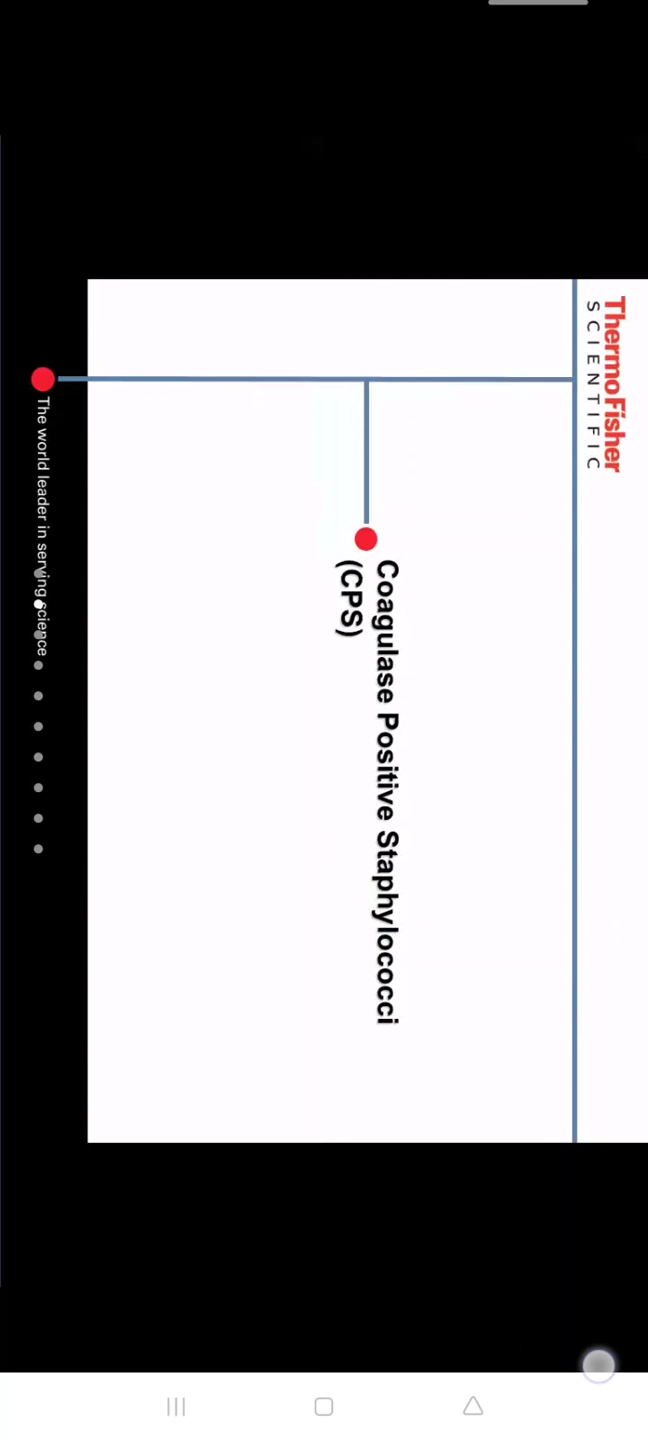 ThermoFisher
SCIENTIFIC
Coagulase Positive Staphylococci
(CPS)
The world leader in serving science